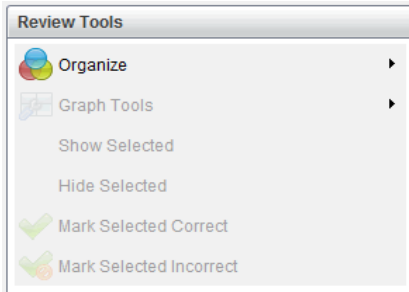 Review Tools
Organize
Graph Tools
Show Selected
Hide Selected
Mark Selected Correct
Mark Selected Incorrect